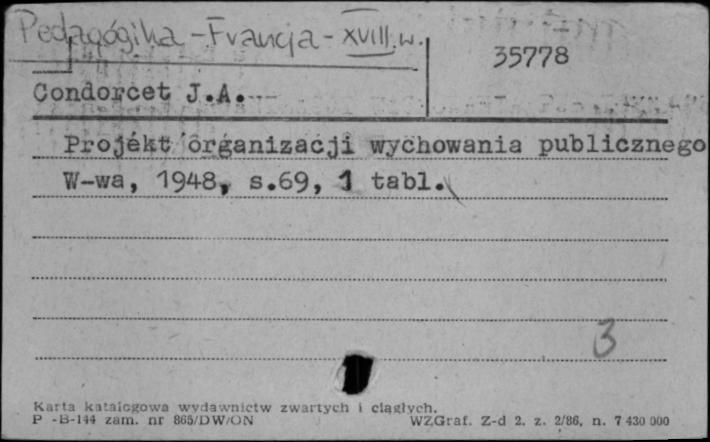 Pedagógika - Francja - XVIII w.
35778
Condorcet J.A.
Projekt organizacji wychowania publicznego
W-wa, 1948, s.69, 1 tabl.
3
Karta katalogowa wydawnictw zwartych i ciągłych.
P -B-144 zam. nr 865/DW/ON WZGraf. Z-d 2. z. 2/86, n. 7 430 000